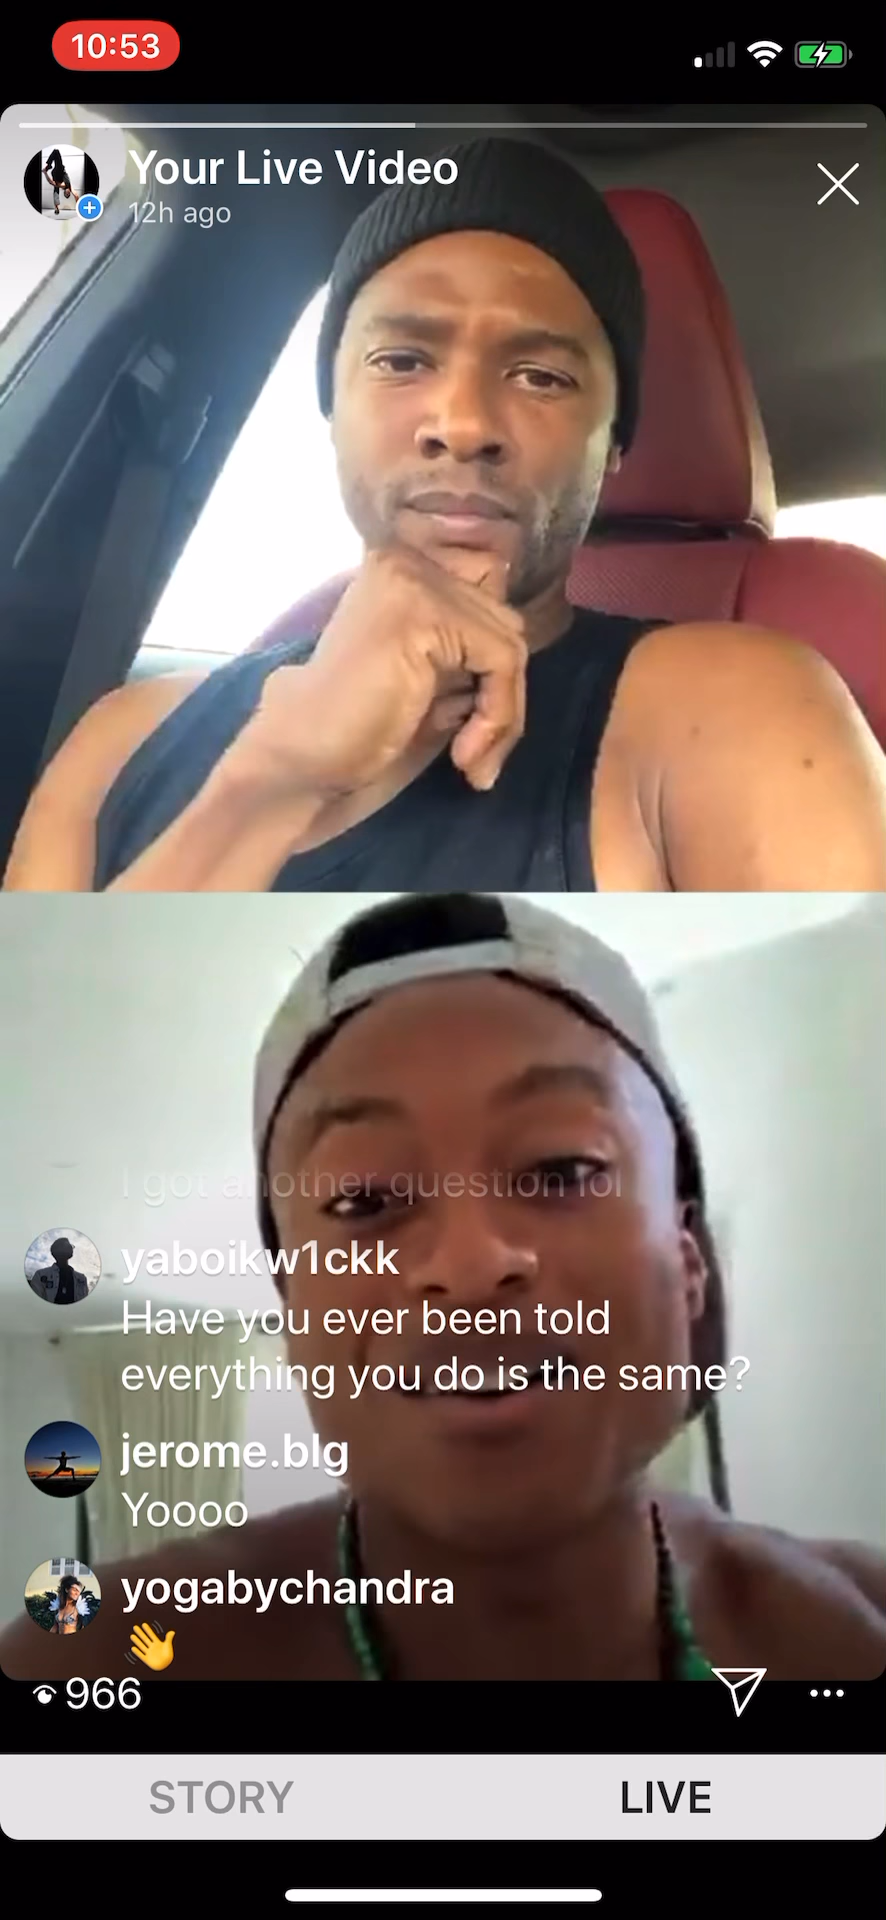 10:53
Your Live Video
12h ago
I got another question lol
yaboikw1ckk
Have you ever been told
everything you do is the same?
jerome.blg
Yoooo
yogabychandra
👋
966
STORY
LIVE